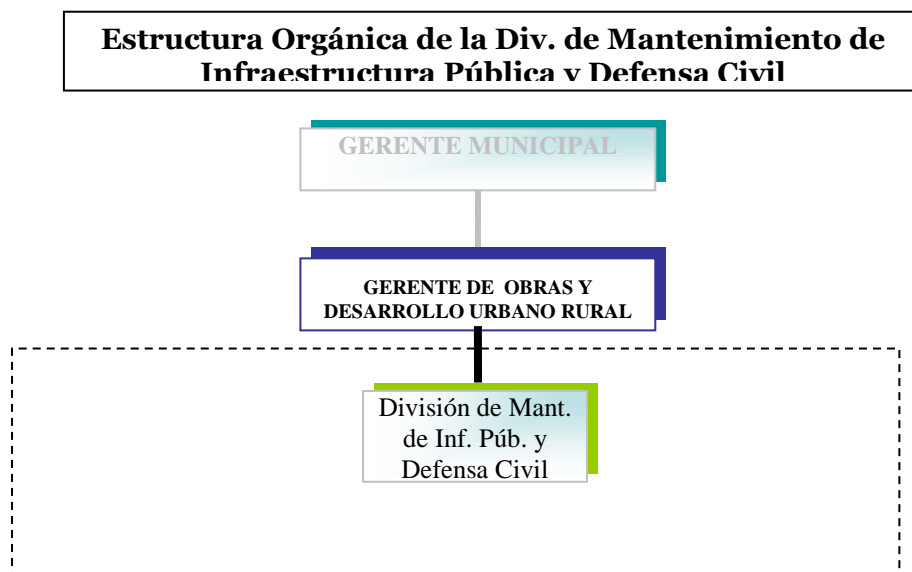 Estructura Orgánica de la Div. de Mantenimiento de
Infraestructura Pública y Defensa Civil
GERENTE MUNICIPAL
GERENTE DE OBRAS Y
DESARROLLO URBANO RURAL
División de Mant.
de Inf. Púb. y
Defensa Civil